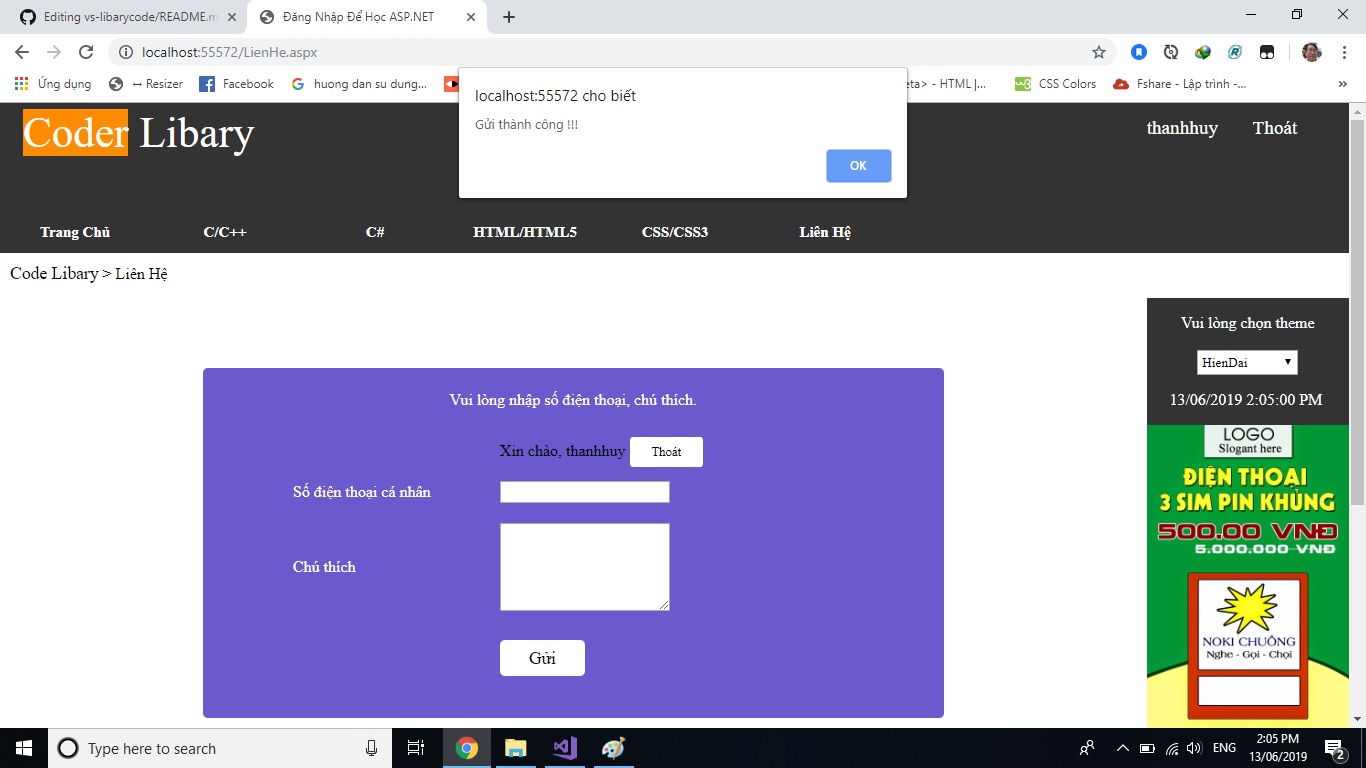 Editing vs-libarycode/README.m
Đăng Nhập Để Học ASP.NET
localhost:55572/LienHe.aspx
Ứng dụng
↔ Resizer
Facebook
huong dan su dung...
eta> - HTML |...
CSS Colors
Fshare - Lập trình -...
»
localhost:55572 cho biết
Gửi thành công !!!
OK
Coder Libary
thanhhuy Thoát
Trang Chủ C/C++ C# HTML/HTML5 CSS/CSS3 Liên Hệ
Code Libary > Liên Hệ
Vui lòng nhập số điện thoại, chú thích.
Xin chào, thanhhuy Thoát
Số điện thoại cá nhân
Chú thích
Gửi
Vui lòng chọn theme
HienDai
13/06/2019 2:05:00 PM
LOGO
Slogant here
ĐIỆN THOẠI
3 SIM PIN KHỦNG
500.00 VNĐ
5.000.000 VNĐ
NOKI CHUÔNG
Nghe - Gọi - Chọi
Type here to search
ENG
2:05 PM
13/06/2019
2